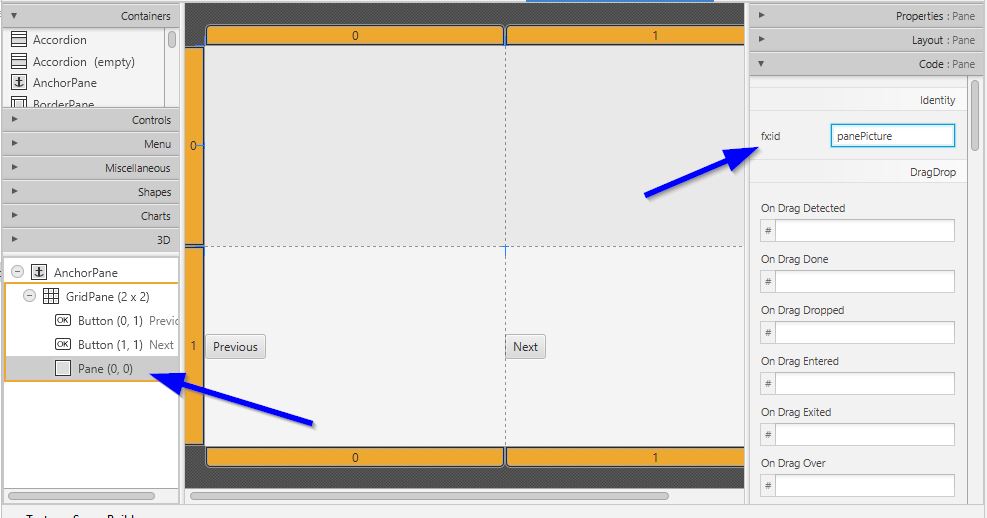 Containers
Accordion
Accordion (empty)
AnchorPane
BorderPane
Controls
Menu
Miscellaneous
Shapes
Charts
3D
AnchorPane
GridPane (2 x 2)
OK Button (0, 1) Previo
OK Button (1, 1) Next
Pane (0, 0)
0 1
0
1
Previous Next
0 1
Properties : Pane
Layout : Pane
Code : Pane
Identity
fx:id panePicture
DragDrop
On Drag Detected
#
On Drag Done
#
On Drag Dropped
#
On Drag Entered
#
On Drag Exited
#
On Drag Over
#